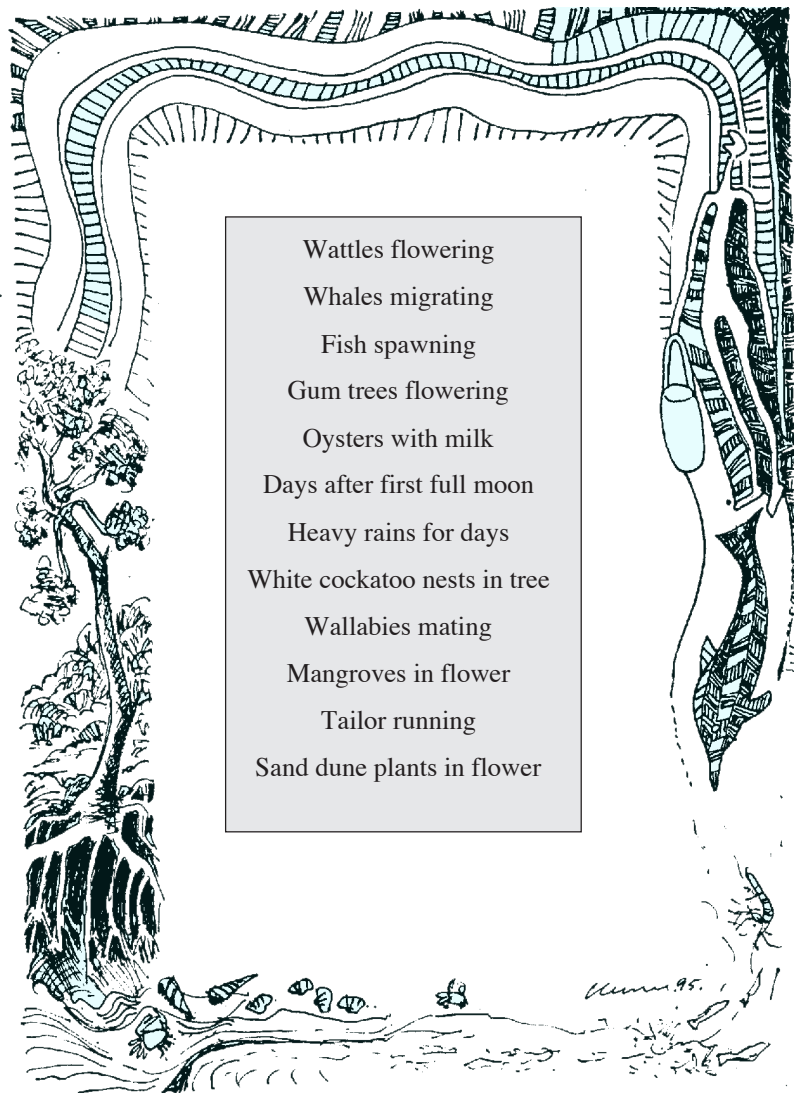 Wattles flowering
Whales migrating
Fish spawning
Gum trees flowering
Oysters with milk
Days after first full moon
Heavy rains for days
White cockatoo nests in tree
Wallabies mating
Mangroves in flower
Tailor running
Sand dune plants in flower
95.